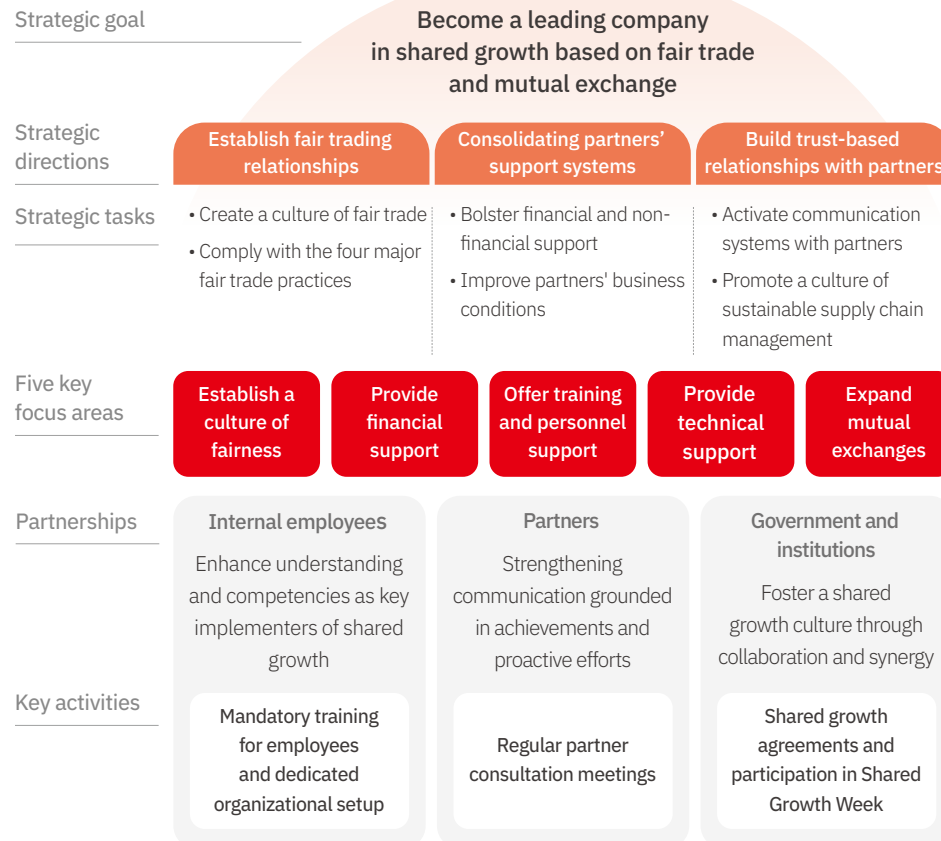 Strategic goal
Become a leading company
in shared growth based on fair trade
and mutual exchange
Strategic
directions
Establish fair trading
relationships
Consolidating partners'
support systems
Build trust-based
relationships with partners
Strategic tasks
• Create a culture of fair trade
• Comply with the four major
fair trade practices
• Bolster financial and non-
financial support
• Improve partners' business
conditions
• Activate communication
systems with partners
• Promote a culture of
sustainable supply chain
management
Five key
focus areas
Establish a
culture of
fairness
Provide
financial
support
Offer training
and personnel
support
Provide
technical
support
Expand
mutual
exchanges
Partnerships
Internal employees
Enhance understanding
and competencies as key
implementers of shared
growth
Partners
Strengthening
communication grounded
in achievements and
proactive efforts
Government and
institutions
Foster a shared
growth culture through
collaboration and synergy
Key activities
Mandatory training
for employees
and dedicated
organizational setup
Regular partner
consultation meetings
Shared growth
agreements and
participation in Shared
Growth Week